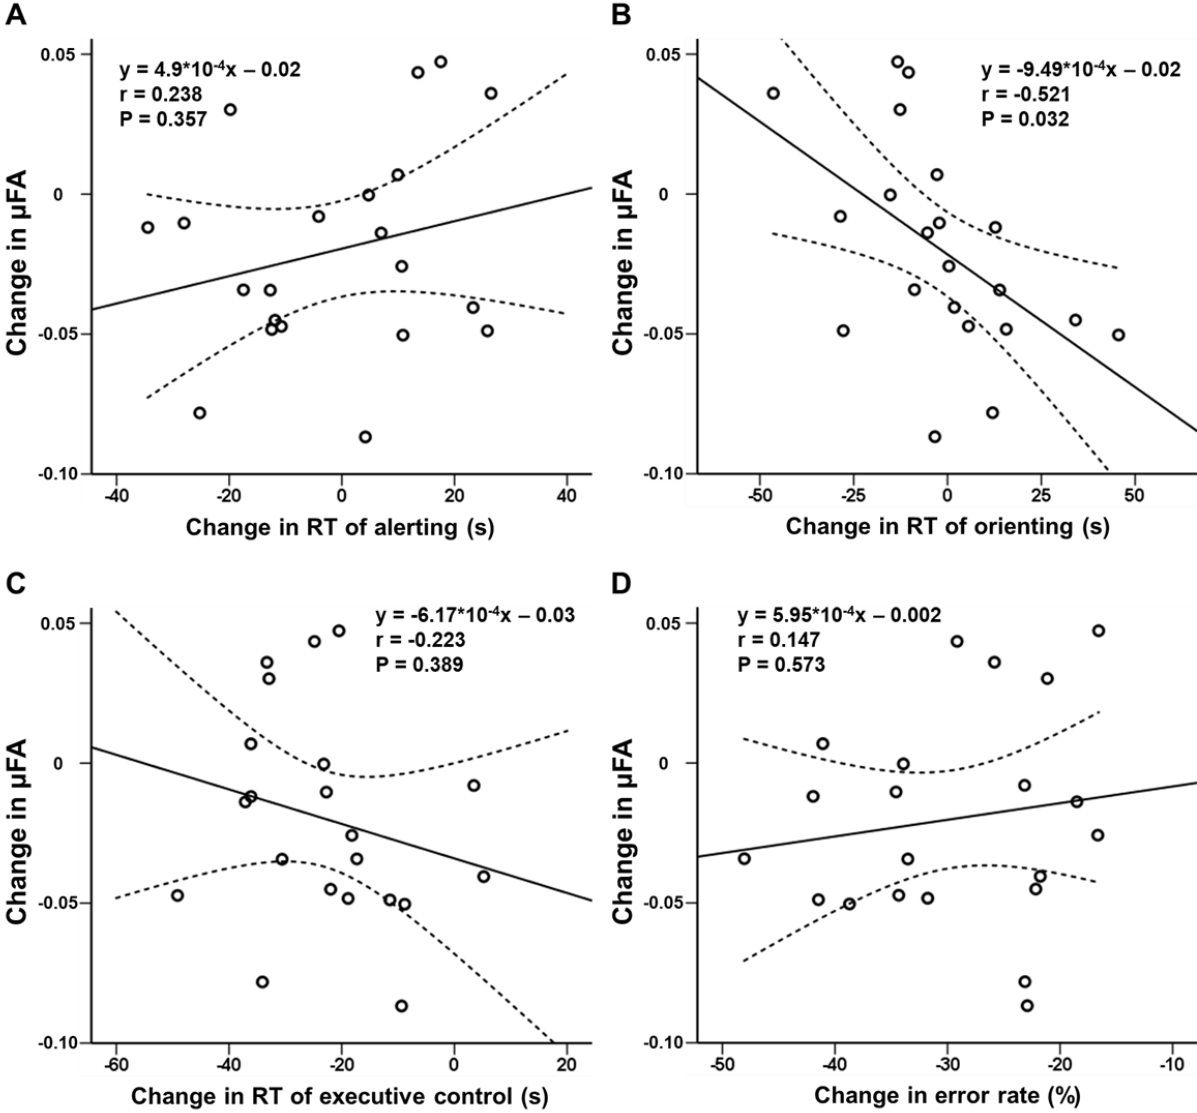 A
0.05
0
-0.05
-0.10
Change in µFA
y = 4.9*10-4x – 0.02
r = 0.238
P = 0.357
-40 -20 0 20 40
Change in RT of alerting (s)
B
0.05
0
-0.05
-0.10
Change in µFA
y = -9.49*10-4x – 0.02
r = -0.521
P = 0.032
-50 -25 0 25 50
Change in RT of orienting (s)
C
0.05
0
-0.05
-0.10
Change in µFA
y = -6.17*10-4x – 0.03
r = -0.223
P = 0.389
-60 -40 -20 0 20
Change in RT of executive control (s)
D
0.05
0
-0.05
-0.10
Change in µFA
y = 5.95*10-4x – 0.002
r = 0.147
P = 0.573
-50 -40 -30 -20 -10
Change in error rate (%)